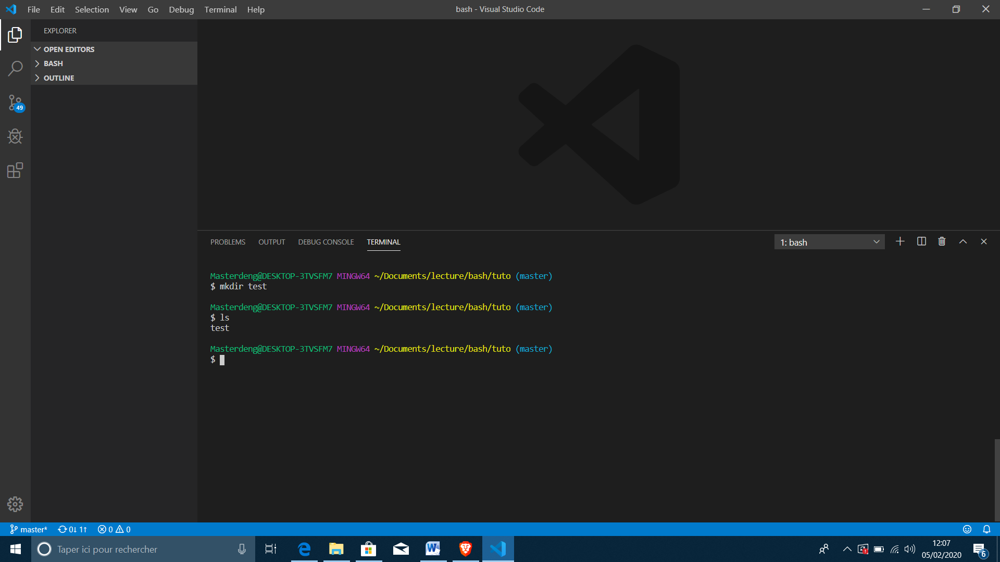 File Edit Selection View Go Debug Terminal Help
bash - Visual Studio Code
EXPLORER
OPEN EDITORS
BASH
OUTLINE
49
PROBLEMS OUTPUT DEBUG CONSOLE TERMINAL
1: bash
Masterdeng@DESKTOP-3TVSFM7 MINGW64 ~/Documents/lecture/bash/tuto (master)
$ mkdir test
Masterdeng@DESKTOP-3TVSFM7 MINGW64 ~/Documents/lecture/bash/tuto (master)
$ ls
test
Masterdeng@DESKTOP-3TVSFM7 MINGW64 ~/Documents/lecture/bash/tuto (master)
$
master* 0↓ 1↑ 0 0
Taper ici pour rechercher
12:07
05/02/2020
6